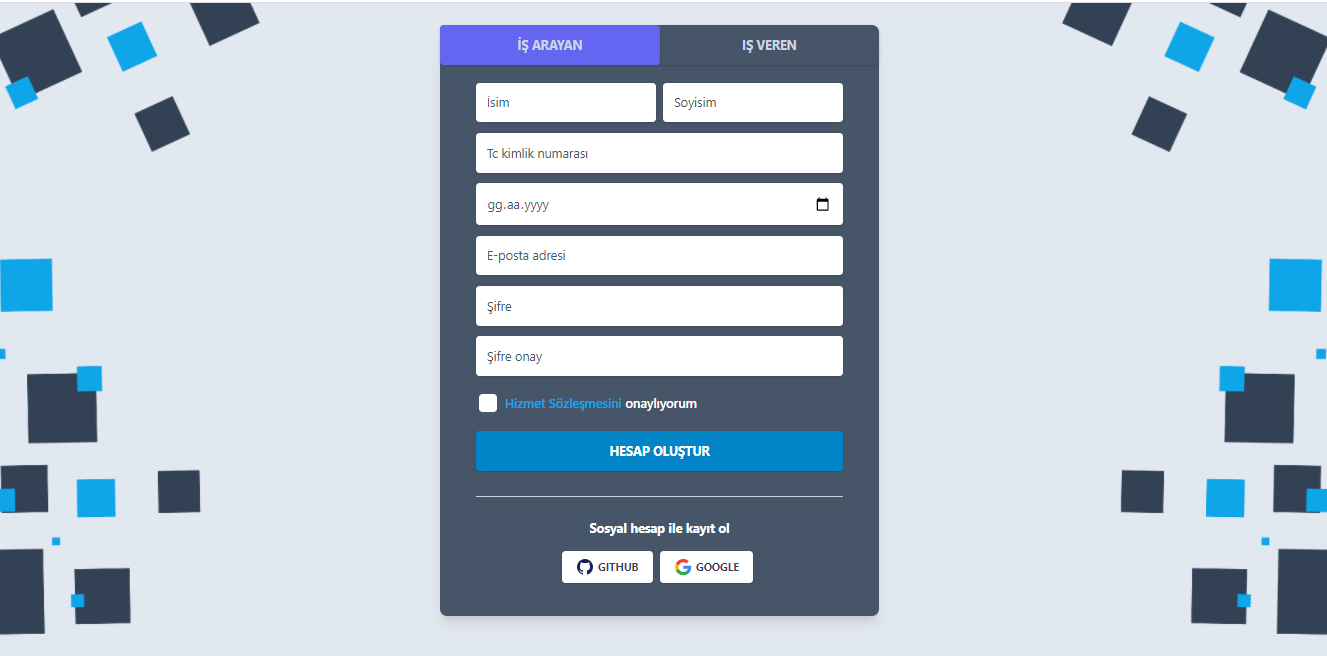 İŞ ARAYAN IŞ VEREN
İsim Soyisim
Tc kimlik numarası
gg.aa.yyyy
E-posta adresi
Şifre
Şifre onay
Hizmet Sözleşmesini onaylıyorum
HESAP OLUŞTUR
Sosyal hesap ile kayıt ol
GITHUB GOOGLE